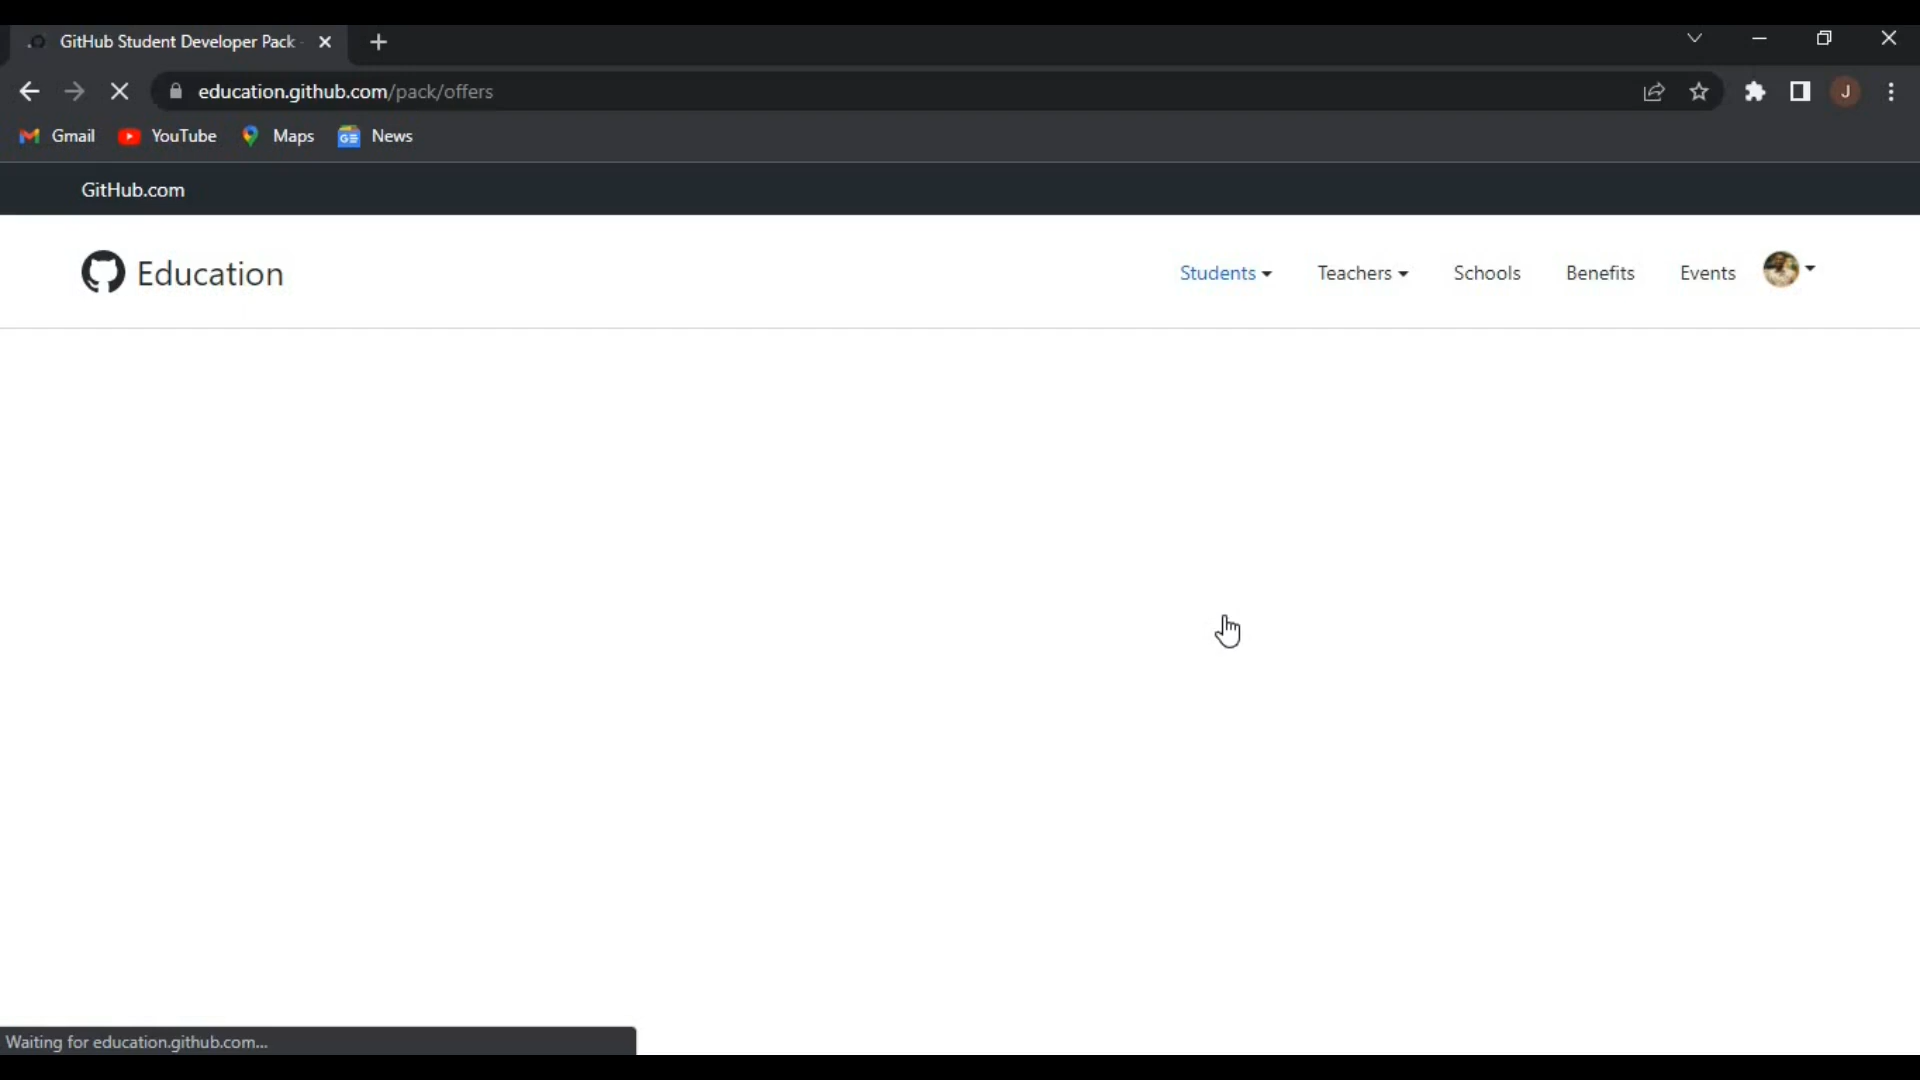 GitHub Student Developer Pack
education.github.com/pack/offers
J
Gmail YouTube Maps News
GitHub.com
Education
Students Teachers Schools Benefits Events
Waiting for education.github.com...